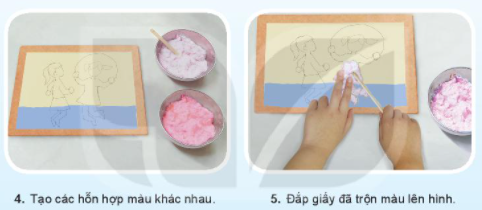 4. Tạo các hỗn hợp màu khác nhau.
5. Đắp giấy đã trộn màu lên hình.